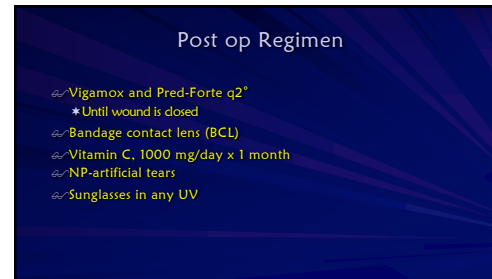 Post op Regimen
Vigamox and Pred-Forte q2°
Until wound is closed
Bandage contact lens (BCL)
Vitamin C, 1000 mg/day x 1 month
NP-artificial tears
Sunglasses in any UV